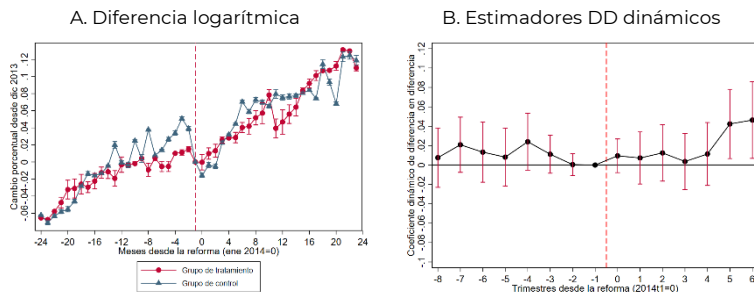 A. Diferencia logarítmica
Cambio porcentual desde dic 2013
-.06 -.04 -.02 0 .02 .04 .06 .08 .1 .12
-24 -20 -16 -12 -8 -4 0 4 8 12 16 20 24
Meses desde la reforma (ene 2014=0)
Grupo de tratamiento
Grupo de control
B. Estimadores DD dinámicos
Coeficiente dinámico de diferencia en diferencia
-.1 -.08 -.06 -.04 -.02 0 .02 .04 .06 .08 .1
-8 -7 -6 -5 -4 -3 -2 -1 0 1 2 3 4 5 6
Trimestres desde la reforma (2014t1=0)